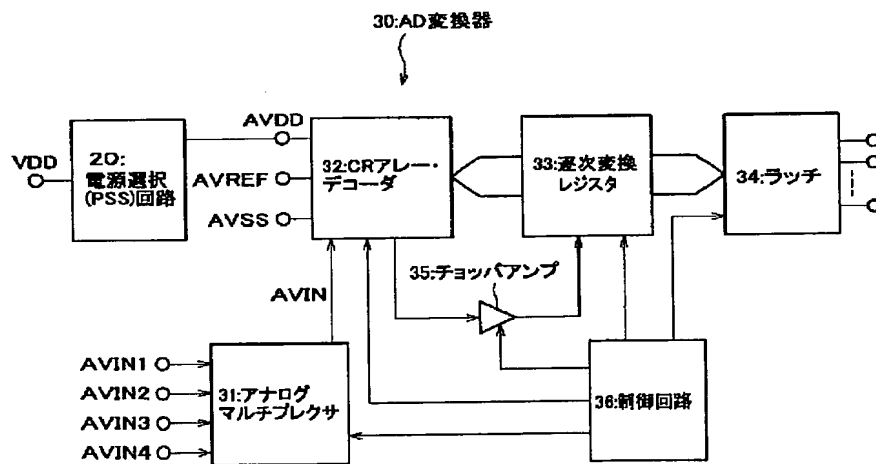 30:AD変換器
VDD
20:
電源選択
(PSS)回路
AVDD
AVREF
AVSS
32:CRアレー・
デコーダ
33:逐次変換
レジスタ
34:ラッチ
35:チョッパアンプ
AVIN
AVIN1
AVIN2
AVIN3
AVIN4
31:アナログ
マルチプレクサ
36:制御回路